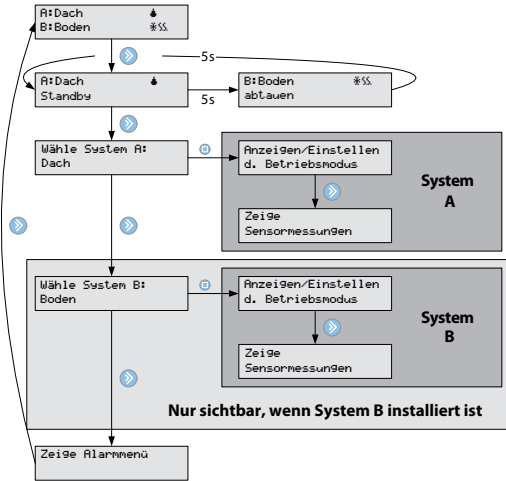 A:Dach
B:Boden
5s
A:Dach
Standby
5s
B:Boden
abtauen
Wähle System A:
Dach
Anzeigen/Einstellen
d. Betriebsmodus
Zeige
Sensormessungen
System
A
Wähle System B:
Boden
Anzeigen/Einstellen
d. Betriebsmodus
Zeige
Sensormessungen
System
B
Nur sichtbar, wenn System B installiert ist
Zeige Alarmmenü